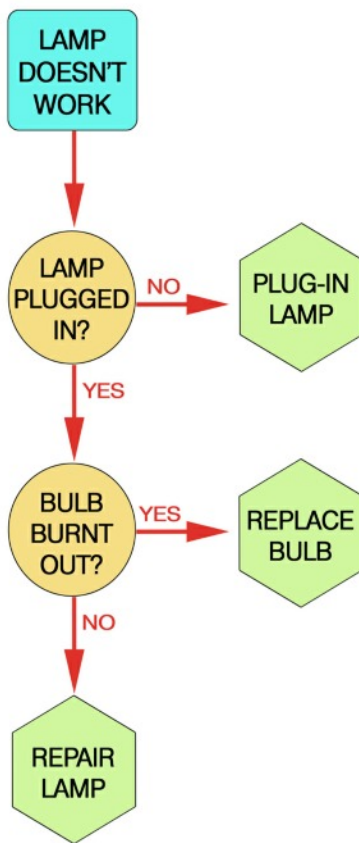 LAMP
DOESN'T
WORK
LAMP
PLUGGED
IN?
NO
PLUG-IN
LAMP
YES
BULB
BURNT
OUT?
YES
REPLACE
BULB
NO
REPAIR
LAMP